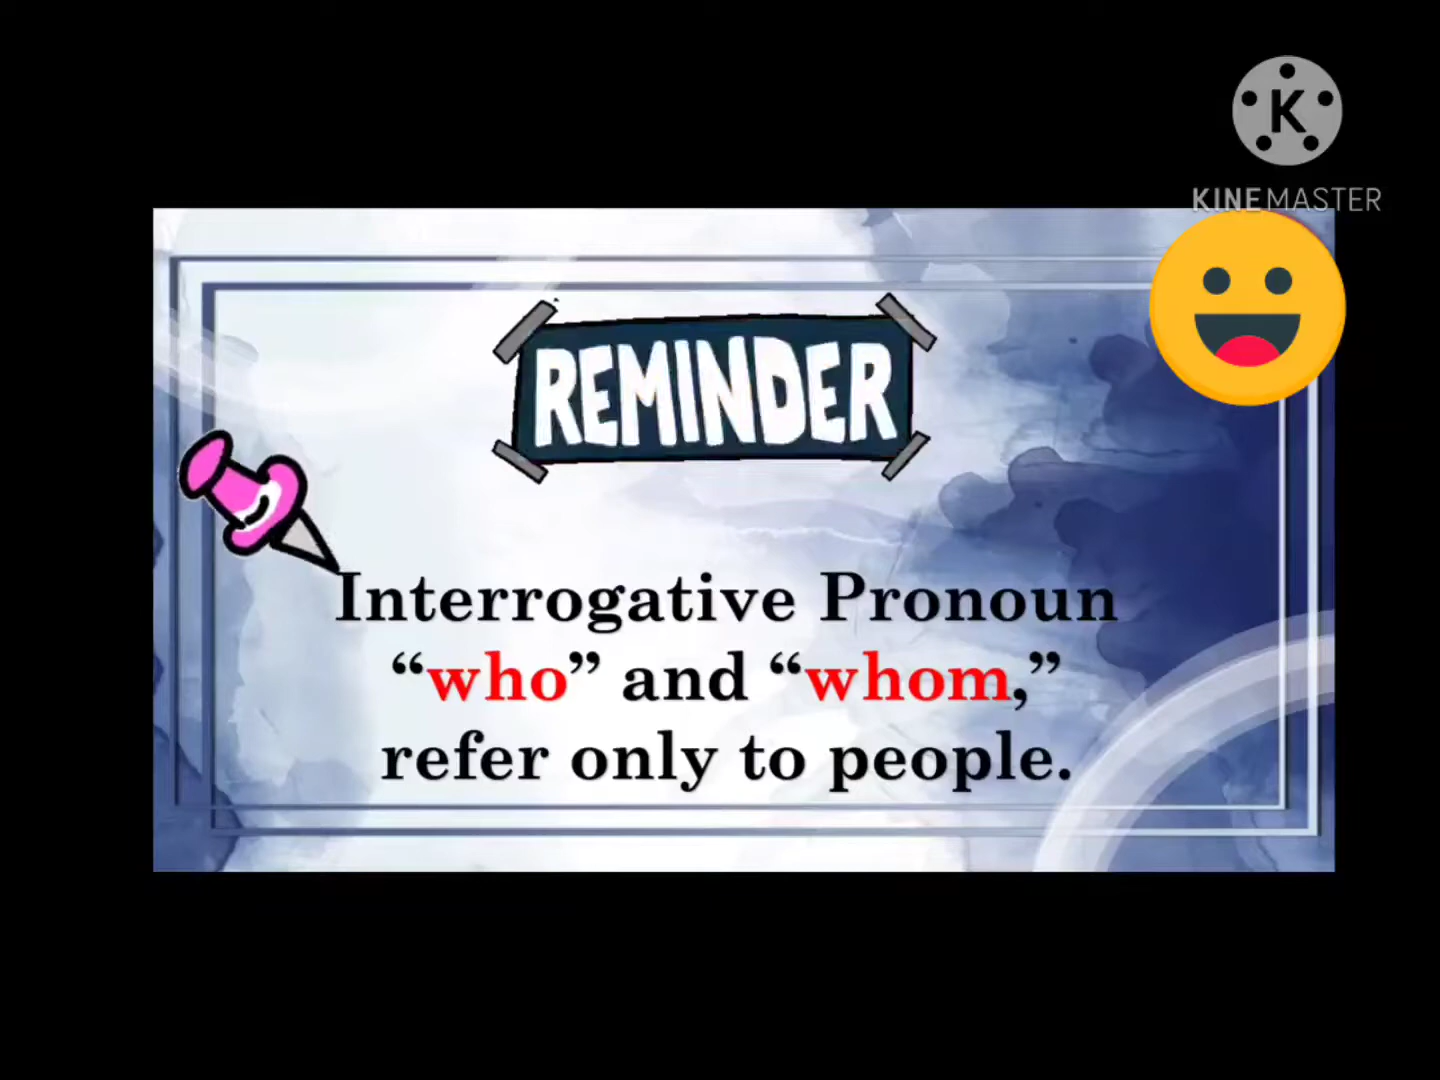 K
KINEMASTER
REMINDER
Interrogative Pronoun
“who” and “whom,”
refer only to people.